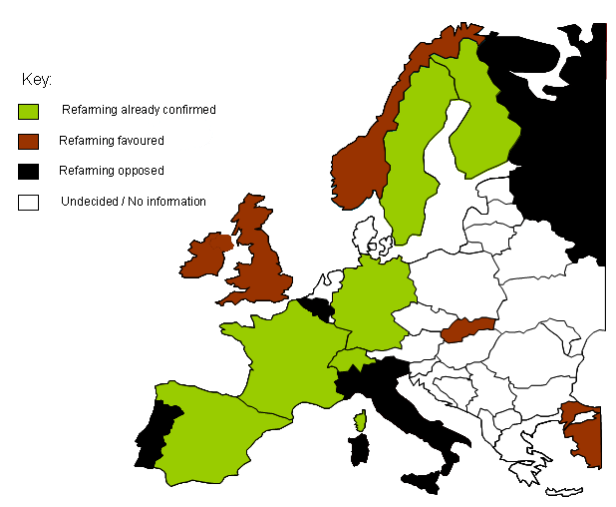 Key:
Refarming already confirmed
Refarming favoured
Refarming opposed
Undecided / No information